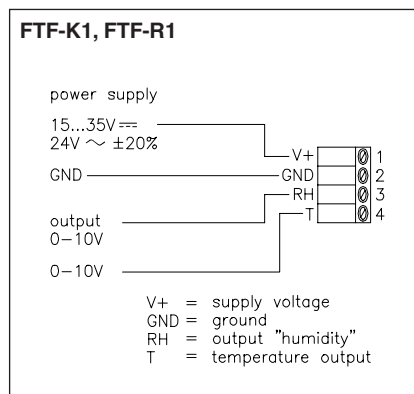 FTF-K1, FTF-R1
power supply
15...35V ⎓
24V ~ ±20%
GND
output
0–10V
0–10V
V+ 1
GND 2
RH 3
T 4
V+ = supply voltage
GND = ground
RH = output "humidity"
T = temperature output